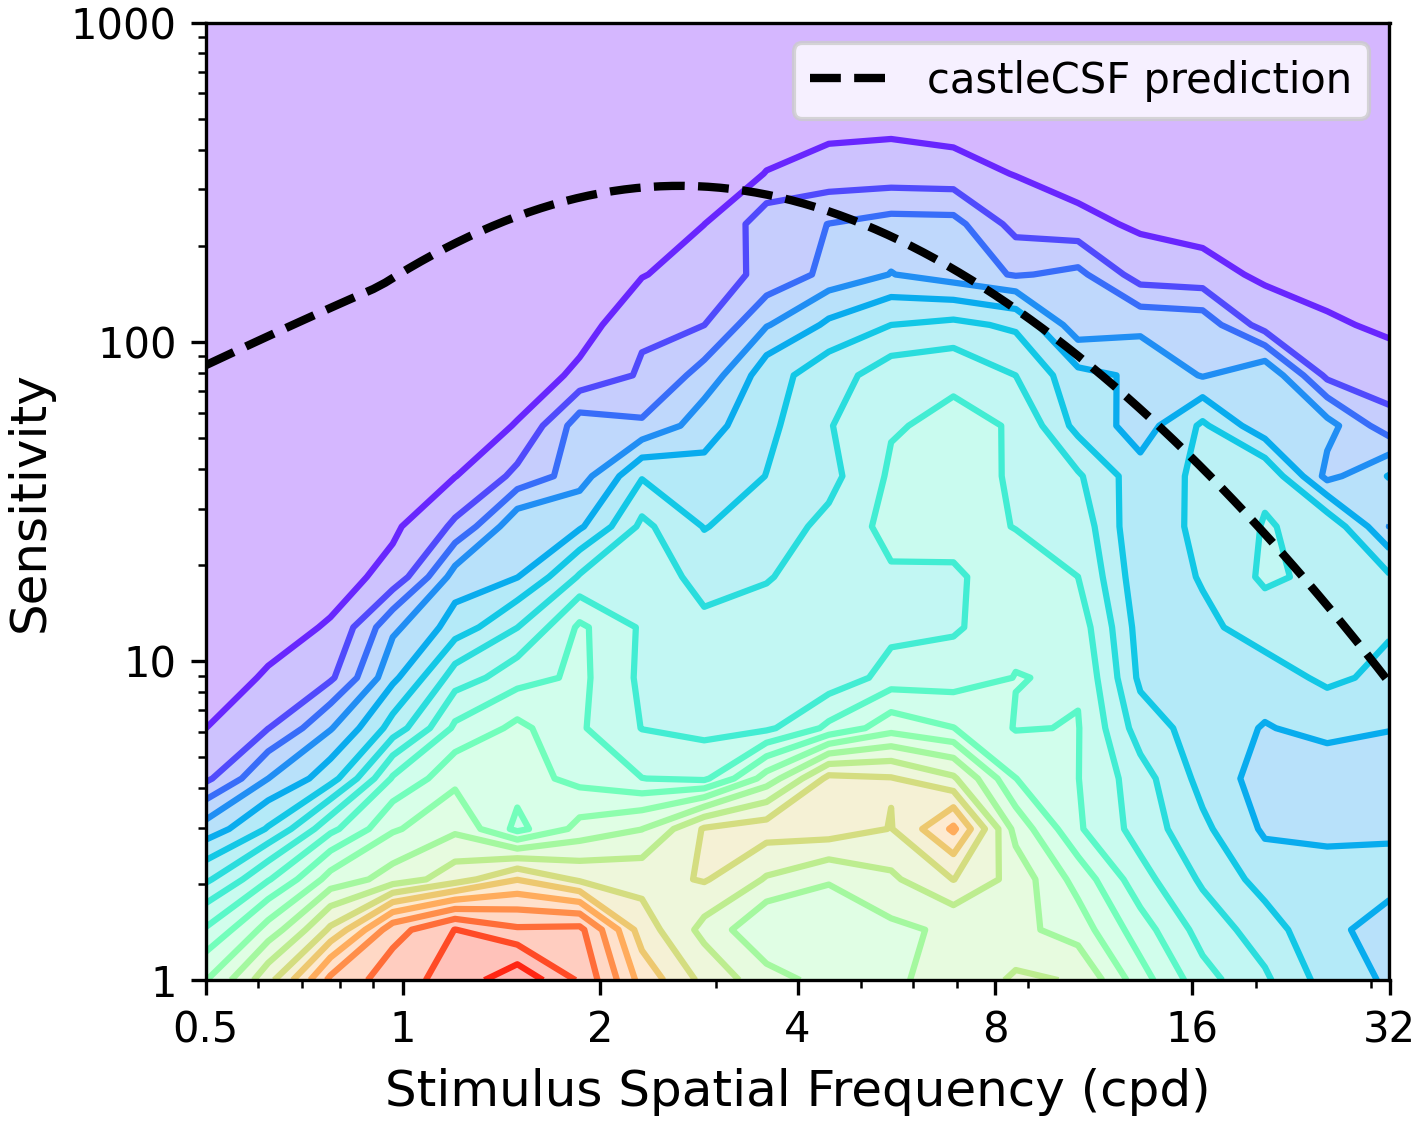 1000
castleCSF prediction
100
Sensitivity
10
1
0.5 1 2 4 8 16 32
Stimulus Spatial Frequency (cpd)